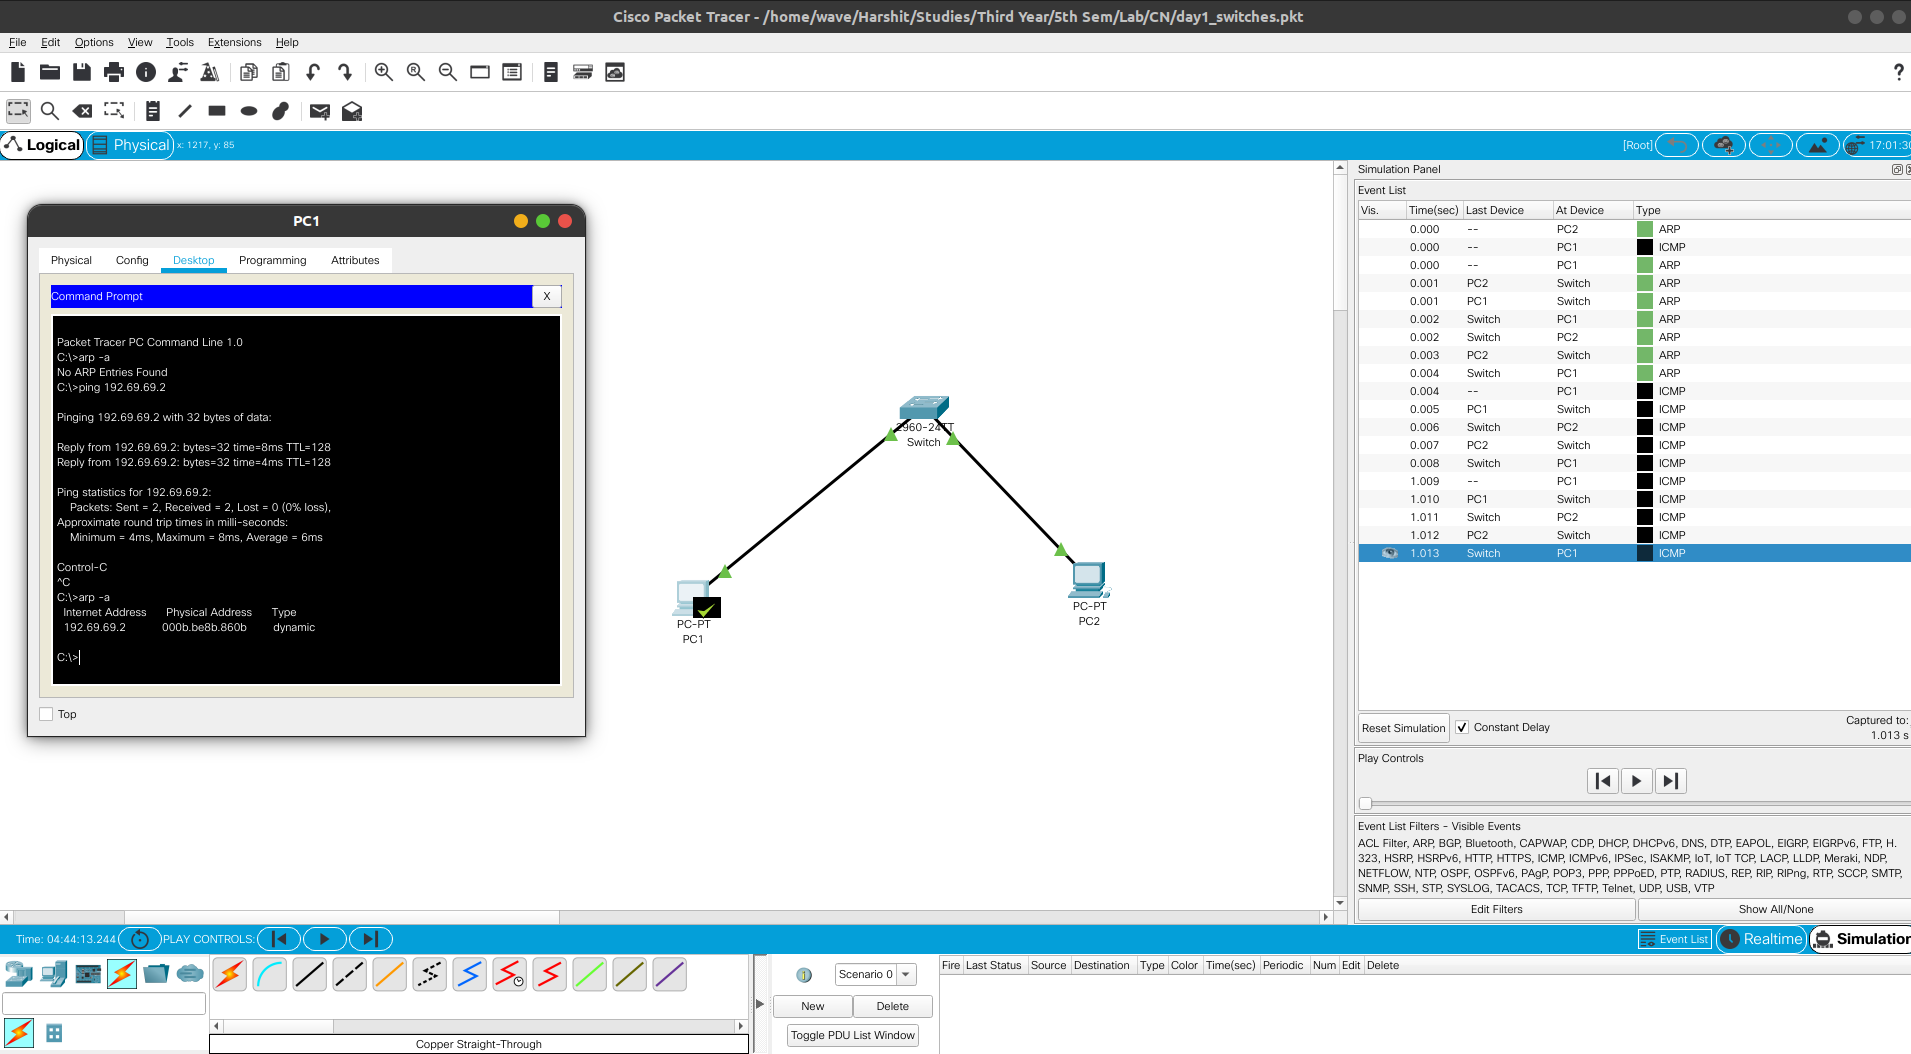 Cisco Packet Tracer - /home/wave/Harshit/Studies/Third Year/5th Sem/Lab/CN/day1_switches.pkt
File Edit Options View Tools Extensions Help
?
Logical Physical x: 1217, y: 85 [Root] 17:01:30
PC1
Physical Config Desktop Programming Attributes
Command Prompt X
Packet Tracer PC Command Line 1.0
C:\>arp -a
No ARP Entries Found
C:\>ping 192.69.69.2
Pinging 192.69.69.2 with 32 bytes of data:
Reply from 192.69.69.2: bytes=32 time=8ms TTL=128
Reply from 192.69.69.2: bytes=32 time=4ms TTL=128
Ping statistics for 192.69.69.2:
Packets: Sent = 2, Received = 2, Lost = 0 (0% loss),
Approximate round trip times in milli-seconds:
Minimum = 4ms, Maximum = 8ms, Average = 6ms
Control-C
^C
C:\>arp -a
Internet Address Physical Address Type
192.69.69.2 000b.be8b.860b dynamic
C:\>
Top
2960-24TT
Switch
PC-PT
PC1
PC-PT
PC2
Simulation Panel
Event List
Vis. Time(sec) Last Device At Device Type
0.000 -- PC2 ARP
0.000 -- PC1 ICMP
0.000 -- PC1 ARP
0.001 PC2 Switch ARP
0.001 PC1 Switch ARP
0.002 Switch PC1 ARP
0.002 Switch PC2 ARP
0.003 PC2 Switch ARP
0.004 Switch PC1 ARP
0.004 -- PC1 ICMP
0.005 PC1 Switch ICMP
0.006 Switch PC2 ICMP
0.007 PC2 Switch ICMP
0.008 Switch PC1 ICMP
1.009 -- PC1 ICMP
1.010 PC1 Switch ICMP
1.011 Switch PC2 ICMP
1.012 PC2 Switch ICMP
1.013 Switch PC1 ICMP
Reset Simulation Constant Delay Captured to:
1.013 s
Play Controls
Event List Filters - Visible Events
ACL Filter, ARP, BGP, Bluetooth, CAPWAP, CDP, DHCP, DHCPv6, DNS, DTP, EAPOL, EIGRP, EIGRPv6, FTP, H.
323, HSRP, HSRPv6, HTTP, HTTPS, ICMP, ICMPv6, IPSec, ISAKMP, IoT, IoT TCP, LACP, LLDP, Meraki, NDP,
NETFLOW, NTP, OSPF, OSPFv6, PAgP, POP3, PPP, PPPoED, PTP, RADIUS, REP, RIP, RIPng, RTP, SCCP, SMTP,
SNMP, SSH, STP, SYSLOG, TACACS, TCP, TFTP, Telnet, UDP, USB, VTP
Edit Filters Show All/None
Time: 04:44:13.244 PLAY CONTROLS: Event List Realtime Simulation
Scenario 0
New Delete
Toggle PDU List Window
Fire Last Status Source Destination Type Color Time(sec) Periodic Num Edit Delete
Copper Straight-Through